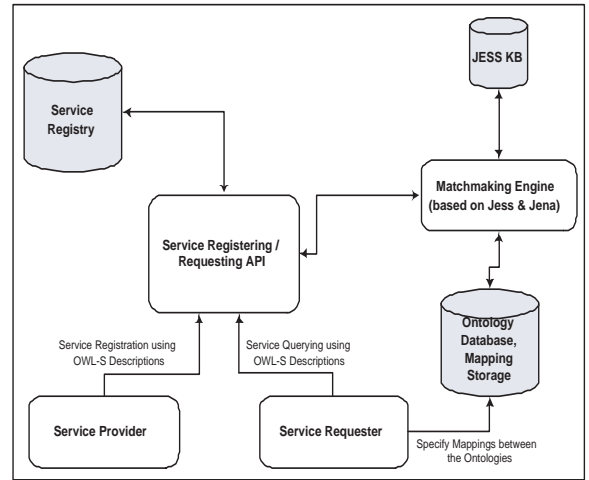 JESS KB
Service
Registry
Matchmaking Engine
(based on Jess & Jena)
Service Registering /
Requesting API
Ontology
Database,
Mapping
Storage
Service Registration using
OWL-S Descriptions
Service Querying using
OWL-S Descriptions
Service Provider
Service Requester
Specify Mappings between
the Ontologies